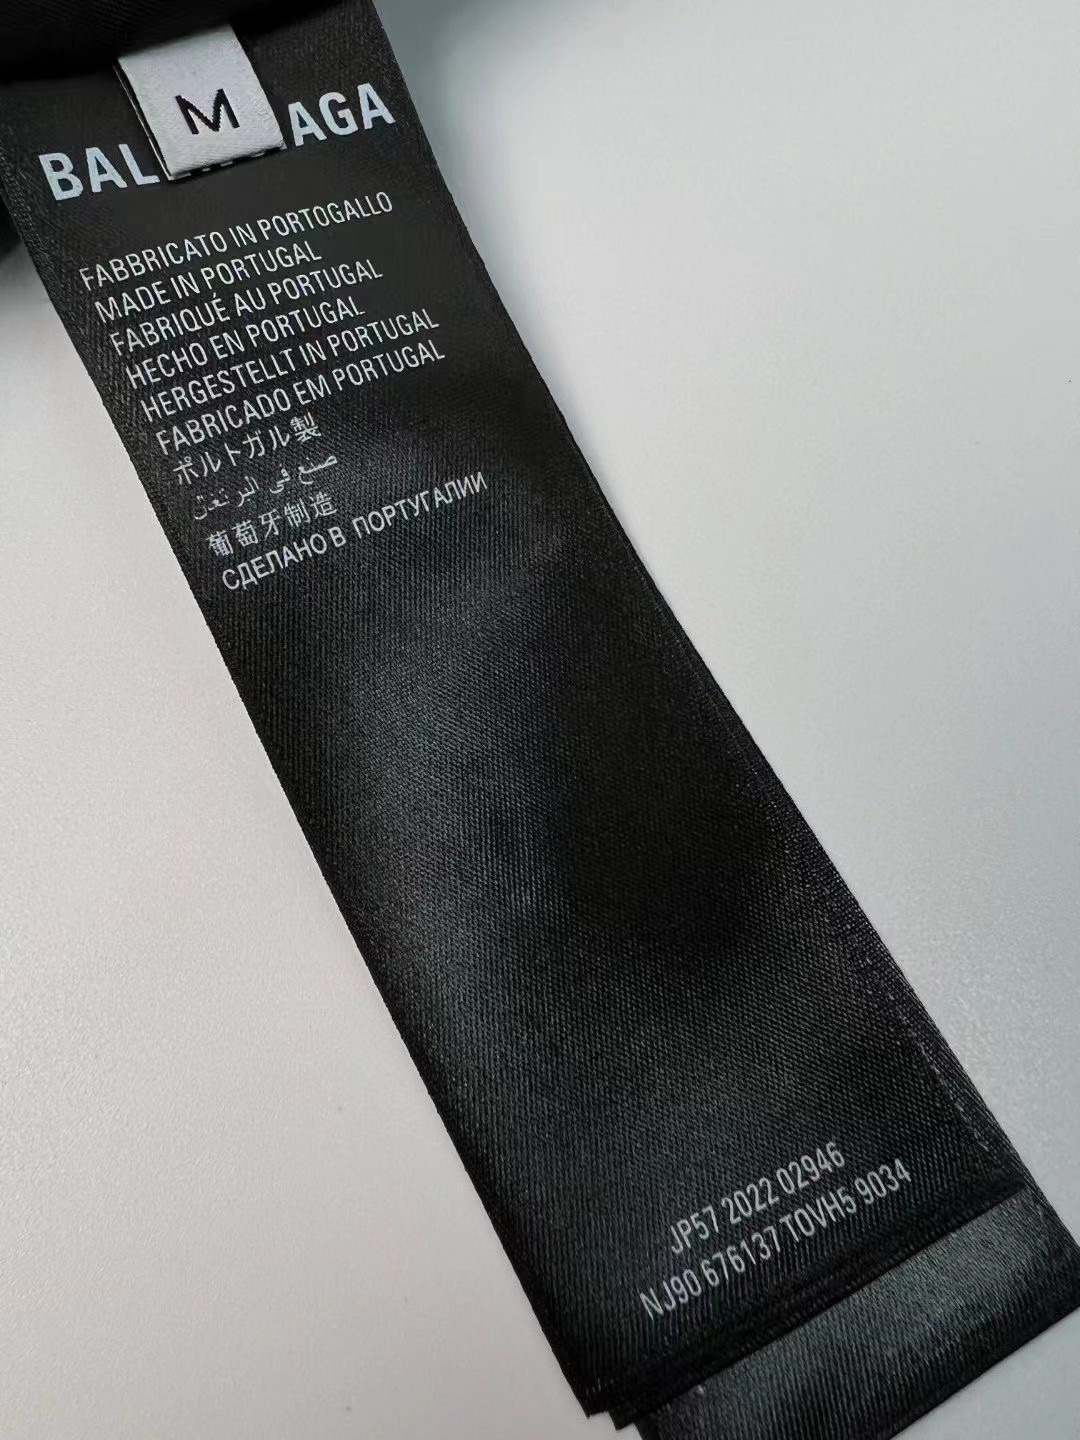 M
BAL AGA
FABBRICATO IN PORTOGALLO
MADE IN PORTUGAL
FABRIQUÉ AU PORTUGAL
HECHO EN PORTUGAL
HERGESTELLT IN PORTUGAL
FABRICADO EM PORTUGAL
ポルトガル製
صنع في البرتغال
葡萄牙制造
СДЕЛАНО В ПОРТУГАЛИИ
JP57 2022 02946
NJ90 676137 TOVH5 9034